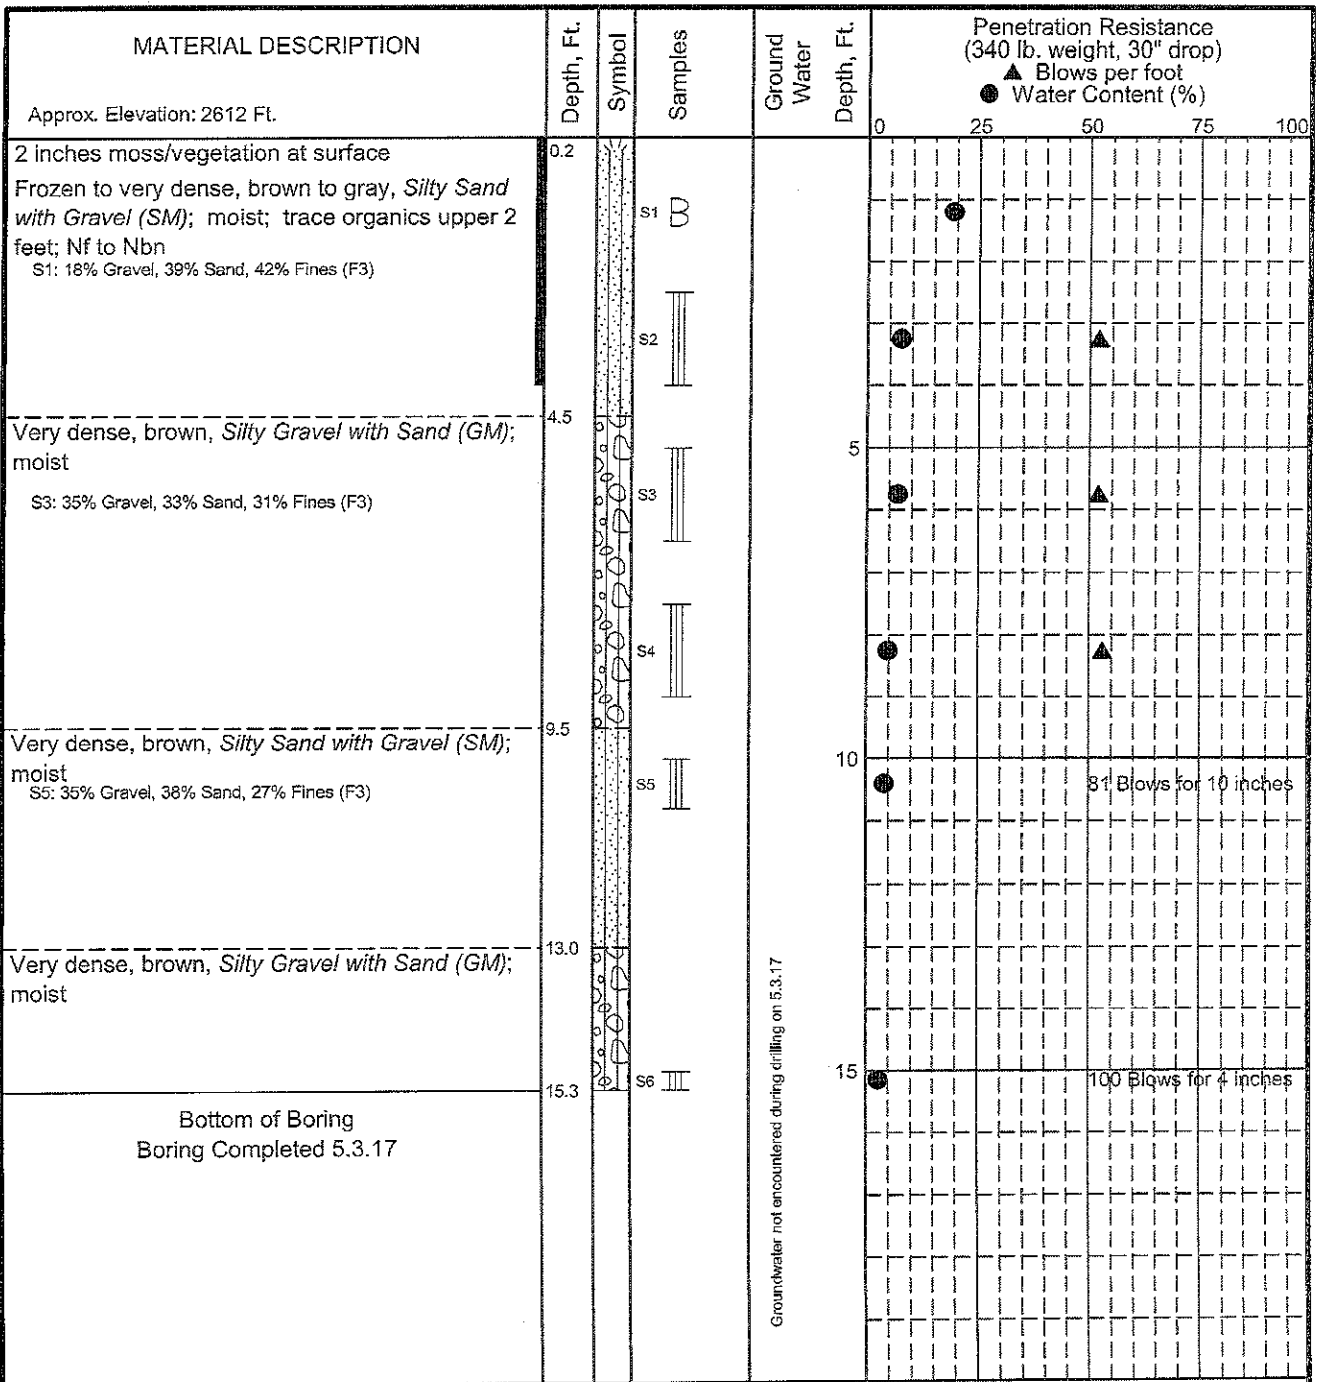 MATERIAL DESCRIPTION
Approx. Elevation: 2612 Ft.
Depth, Ft.
Symbol
Samples
Ground
Water
Depth, Ft.
Penetration Resistance
(340 lb. weight, 30" drop)
▲ Blows per foot
● Water Content (%)
0 25 50 75 100
2 inches moss/vegetation at surface
0.2
Frozen to very dense, brown to gray, Silty Sand
with Gravel (SM); moist; trace organics upper 2
feet; Nf to Nbn
S1: 18% Gravel, 39% Sand, 42% Fines (F3)
S1
S2
4.5
Very dense, brown, Silty Gravel with Sand (GM);
moist
5
S3: 35% Gravel, 33% Sand, 31% Fines (F3)
S3
S4
9.5
Very dense, brown, Silty Sand with Gravel (SM);
moist
10
S5: 35% Gravel, 38% Sand, 27% Fines (F3)
S5
81 Blows for 10 inches
13.0
Very dense, brown, Silty Gravel with Sand (GM);
moist
15
S6
100 Blows for 4 inches
15.3
Bottom of Boring
Boring Completed 5.3.17
Groundwater not encountered during drilling on 5.3.17